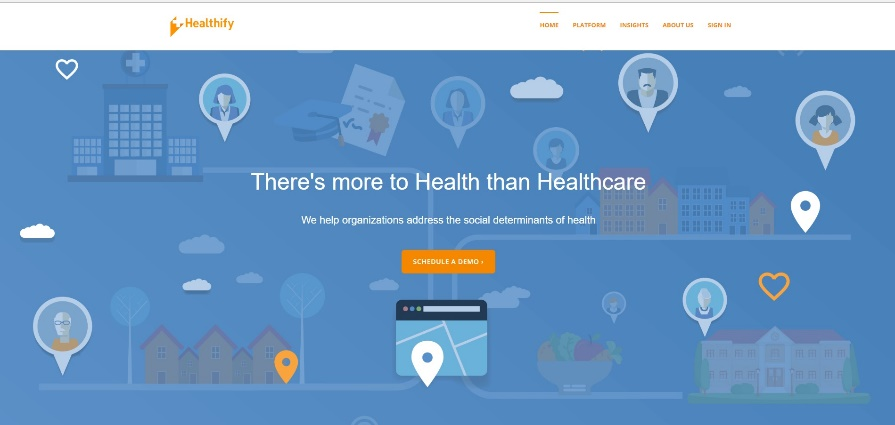 Healthify
HOME PLATFORM INSIGHTS ABOUT US SIGN IN
There's more to Health than Healthcare
We help organizations address the social determinants of health
SCHEDULE A DEMO ›